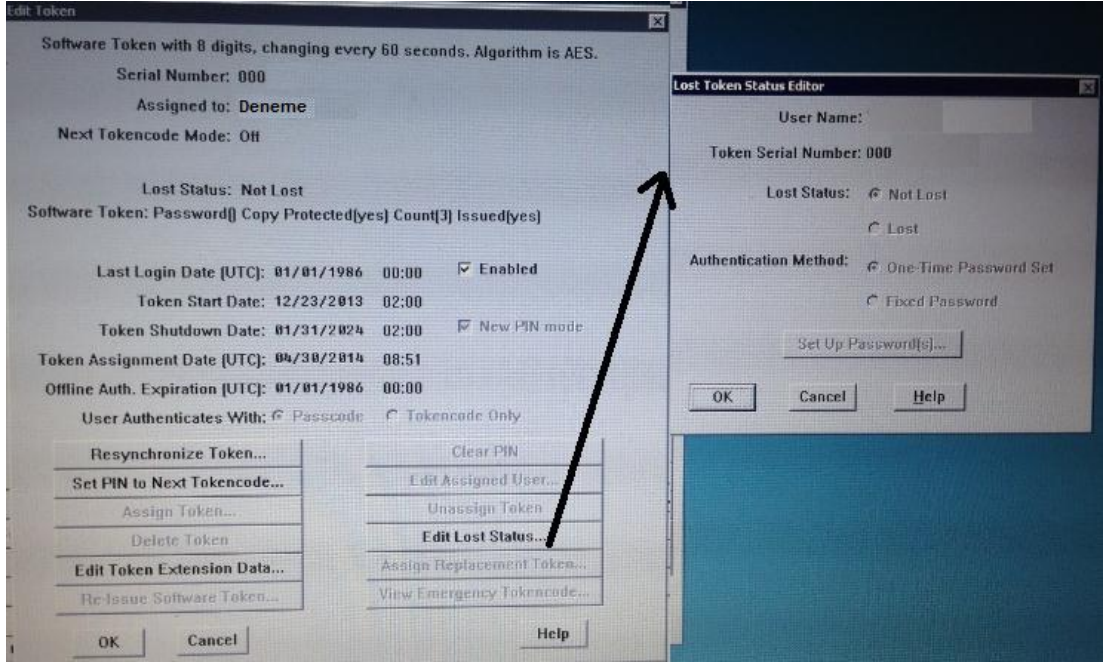 Edit Token
Software Token with 8 digits, changing every 60 seconds. Algorithm is AES.
Serial Number: 000
Assigned to: Deneme
Next Tokencode Mode: Off
Lost Status: Not Lost
Software Token: Password() Copy Protected(yes) Count(3) Issued(yes)
Last Login Date (UTC): 01/01/1986 00:00 Enabled
Token Start Date: 12/23/2013 02:00
Token Shutdown Date: 01/31/2024 02:00 New PIN mode
Token Assignment Date (UTC): 04/30/2014 08:51
Offline Auth. Expiration (UTC): 01/01/1986 00:00
User Authenticates With: Passcode Tokencode Only
Resynchronize Token... Clear PIN
Set PIN to Next Tokencode... Edit Assigned User...
Assign Token... Unassign Token
Delete Token Edit Lost Status...
Edit Token Extension Data... Assign Replacement Token...
Re-Issue Software Token... View Emergency Tokencode...
OK Cancel Help
Lost Token Status Editor
User Name:
Token Serial Number: 000
Lost Status: Not Lost
Lost
Authentication Method: One-Time Password Set
Fixed Password
Set Up Password(s)...
OK Cancel Help